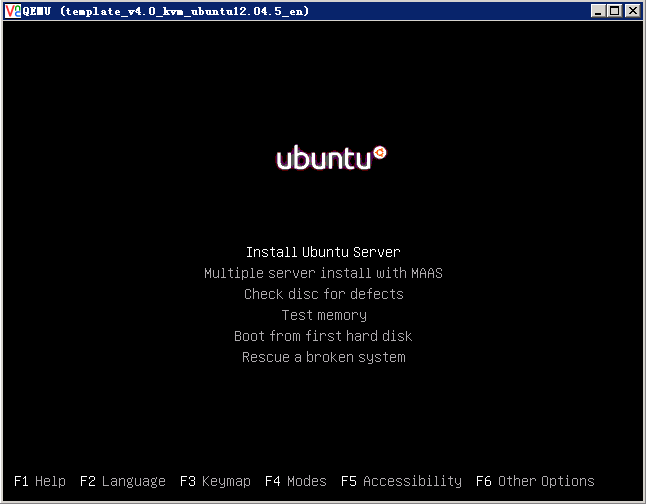 QEMU (template_v4.0_kvm_ubuntu12.04.5_en)
ubuntu
Install Ubuntu Server
Multiple server install with MAAS
Check disc for defects
Test memory
Boot from first hard disk
Rescue a broken system
F1 Help F2 Language F3 Keymap F4 Modes F5 Accessibility F6 Other Options